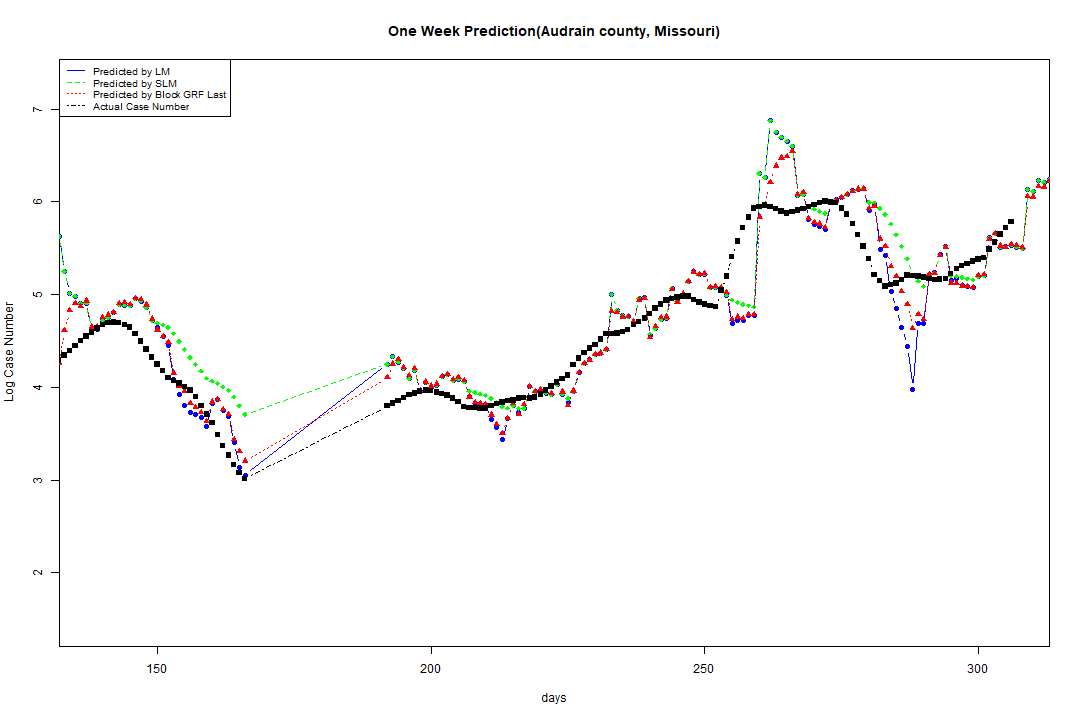 One Week Prediction(Audrain county, Missouri)
Predicted by LM
Predicted by SLM
Predicted by Block GRF Last
Actual Case Number
7
6
5
4
3
2
Log Case Number
150 200 250 300
days